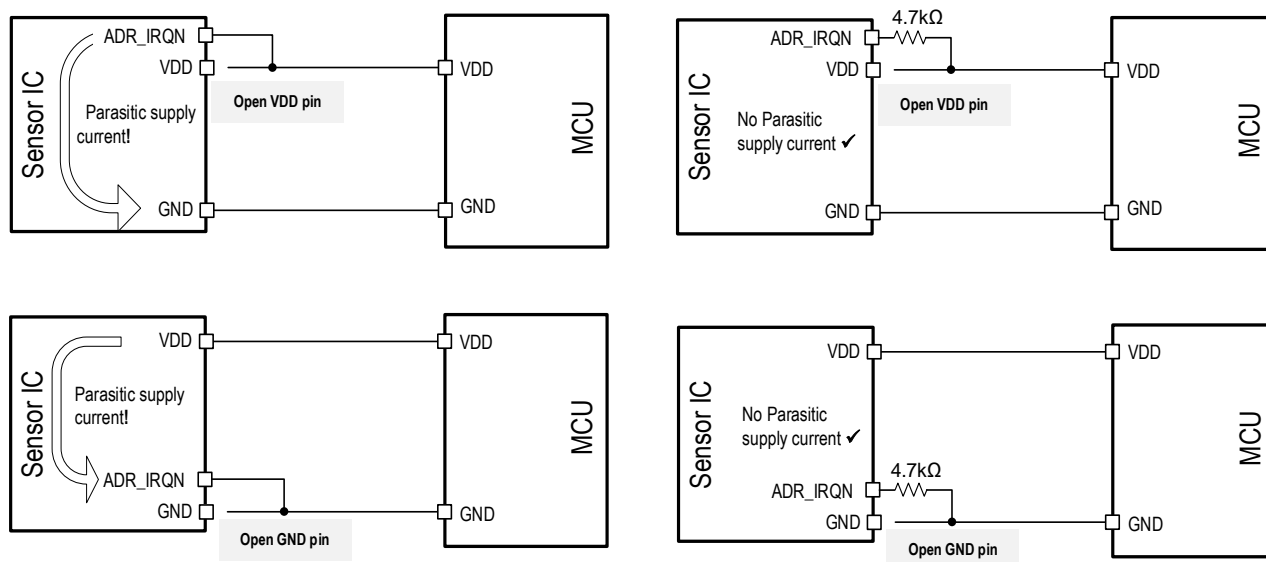 ADR_IRQN
VDD
VDD
Open VDD pin
Parasitic supply
current!
Sensor IC
MCU
GND
GND
4.7kΩ
ADR_IRQN
VDD
VDD
Open VDD pin
No Parasitic
supply current ✓
Sensor IC
MCU
GND
GND
VDD
VDD
Parasitic supply
current!
Sensor IC
MCU
ADR_IRQN
GND
GND
Open GND pin
VDD
VDD
No Parasitic
supply current ✓
Sensor IC
MCU
4.7kΩ
ADR_IRQN
GND
GND
Open GND pin